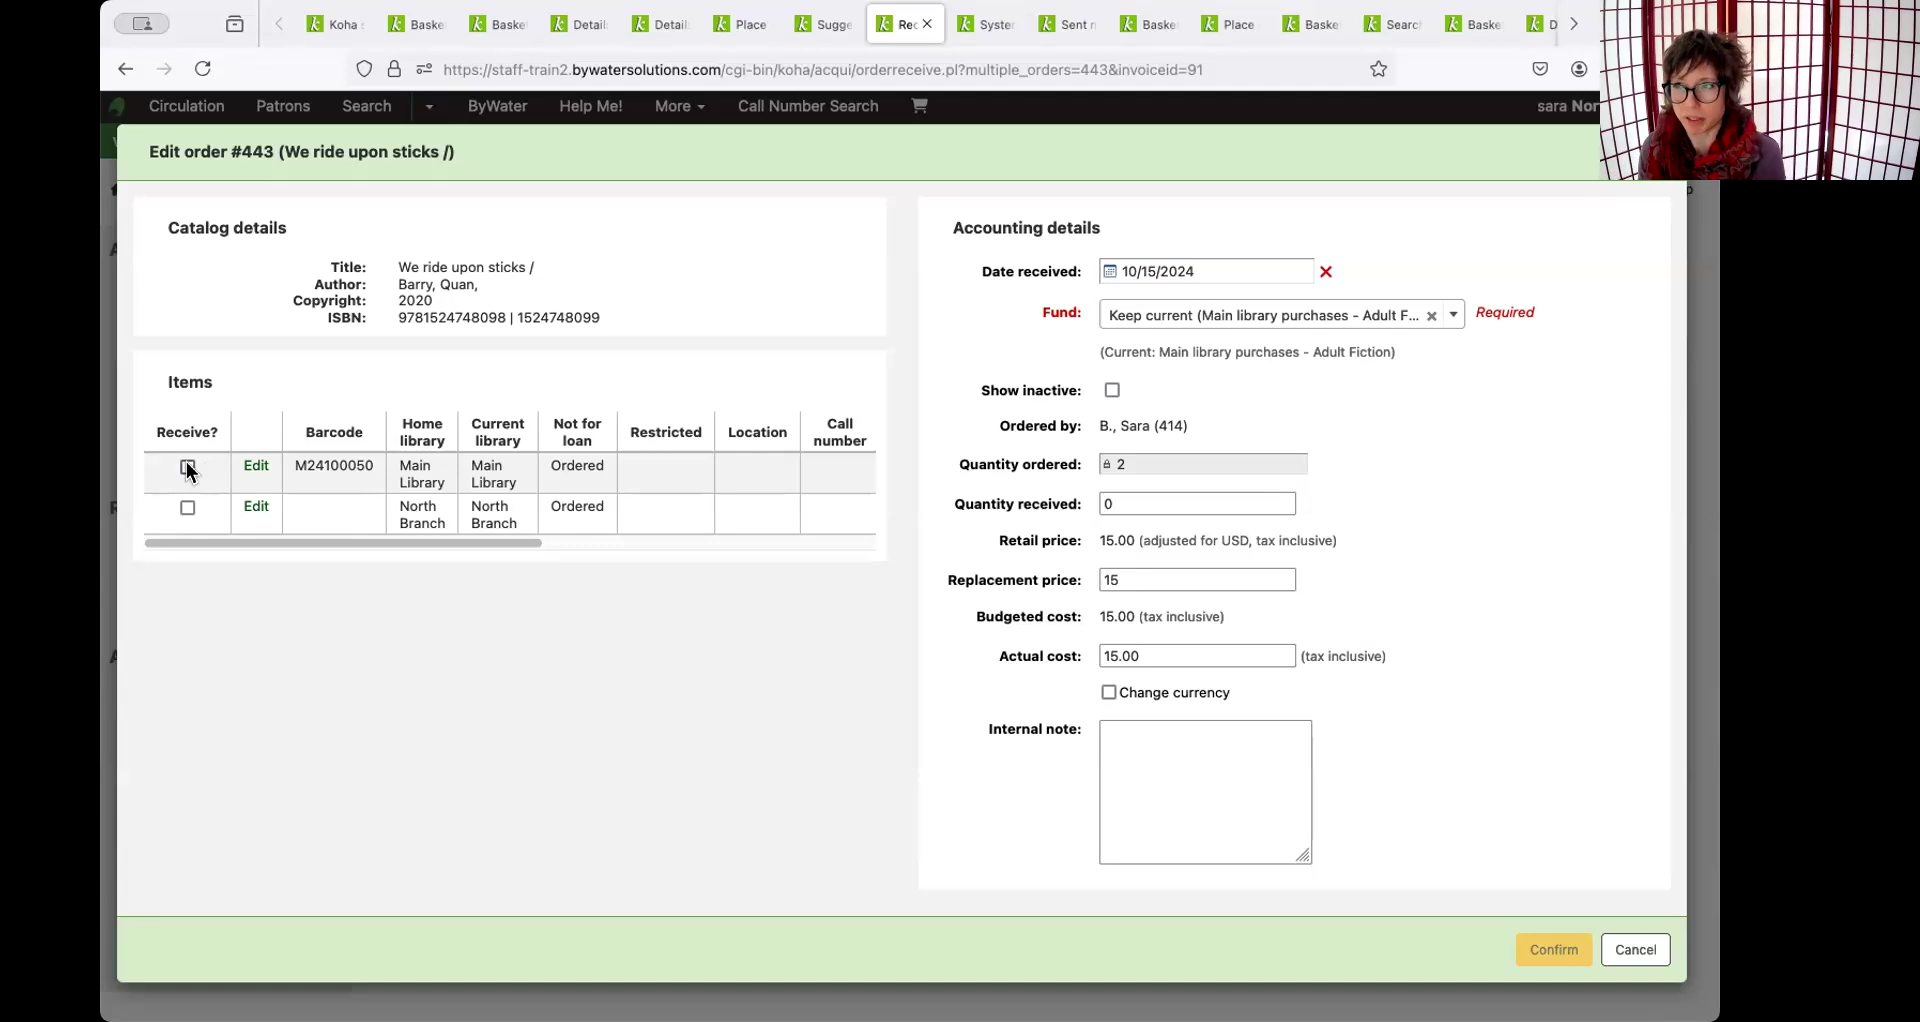 Koha :
Baske
Baske
Detail:
Detail:
Place
Sugge
Rec
Syster
Sent n
Baske
Place
Baske
Searc
Baske
D
https://staff-train2.bywatersolutions.com/cgi-bin/koha/acqui/orderreceive.pl?multiple_orders=443&invoiceid=91
Circulation
Patrons
Search
ByWater
Help Me!
More
Call Number Search
sara Nor
Edit order #443 (We ride upon sticks /)
Catalog details
Title: We ride upon sticks /
Author: Barry, Quan,
Copyright: 2020
ISBN: 9781524748098 | 1524748099
Items
Receive? Barcode Home library Current library Not for loan Restricted Location Call number
Edit M24100050 Main Library Main Library Ordered
Edit North Branch North Branch Ordered
Accounting details
Date received: 10/15/2024
Fund: Keep current (Main library purchases - Adult F... Required
(Current: Main library purchases - Adult Fiction)
Show inactive:
Ordered by: B., Sara (414)
Quantity ordered: 2
Quantity received: 0
Retail price: 15.00 (adjusted for USD, tax inclusive)
Replacement price: 15
Budgeted cost: 15.00 (tax inclusive)
Actual cost: 15.00 (tax inclusive)
Change currency
Internal note:
Confirm
Cancel